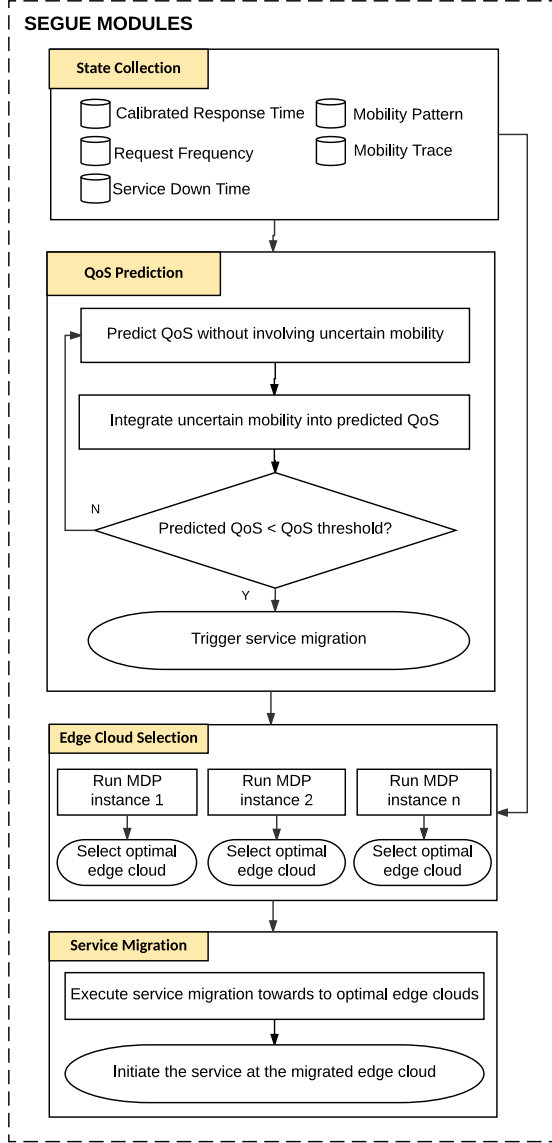 SEGUE MODULES
State Collection
Calibrated Response Time
Mobility Pattern
Request Frequency
Mobility Trace
Service Down Time
QoS Prediction
Predict QoS without involving uncertain mobility
Integrate uncertain mobility into predicted QoS
N
Predicted QoS < QoS threshold?
Y
Trigger service migration
Edge Cloud Selection
Run MDP
instance 1
Run MDP
instance 2
Run MDP
instance n
Select optimal
edge cloud
Select optimal
edge cloud
Select optimal
edge cloud
Service Migration
Execute service migration towards to optimal edge clouds
Initiate the service at the migrated edge cloud